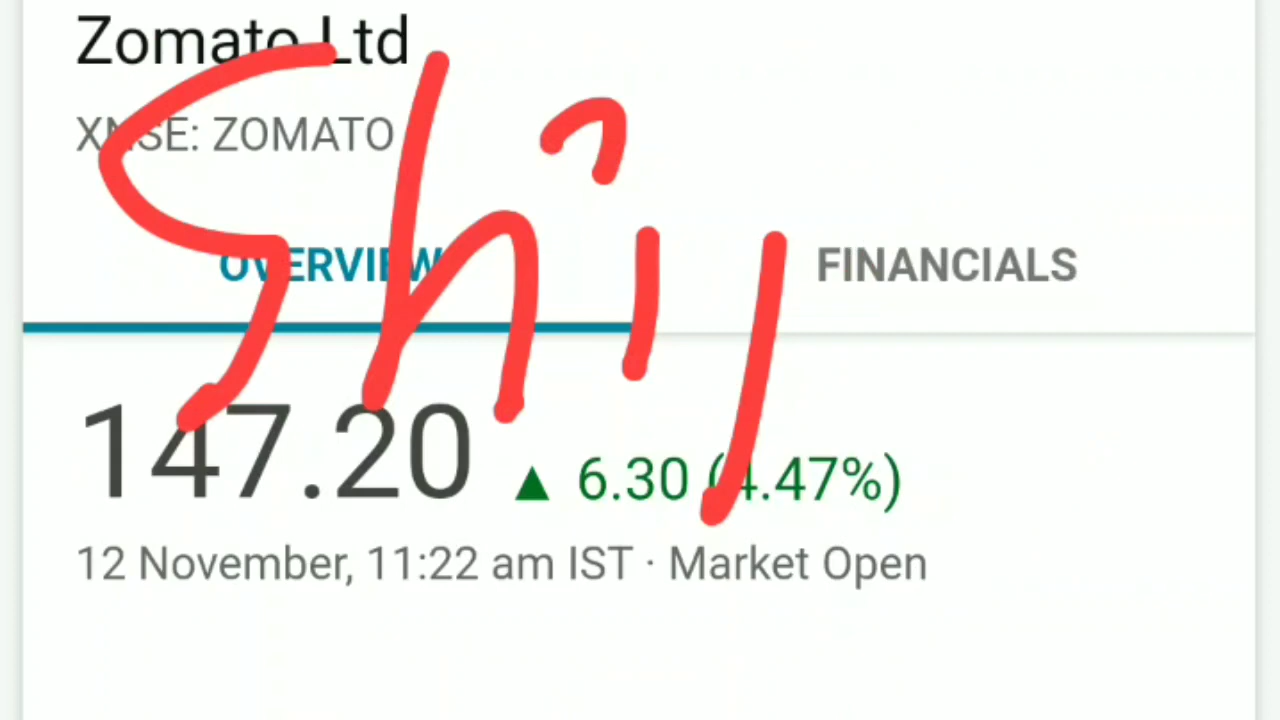 Zomato Ltd
XNSE: ZOMATO
OVERVIEW FINANCIALS
147.20 ▲ 6.30 (4.47%)
12 November, 11:22 am IST · Market Open